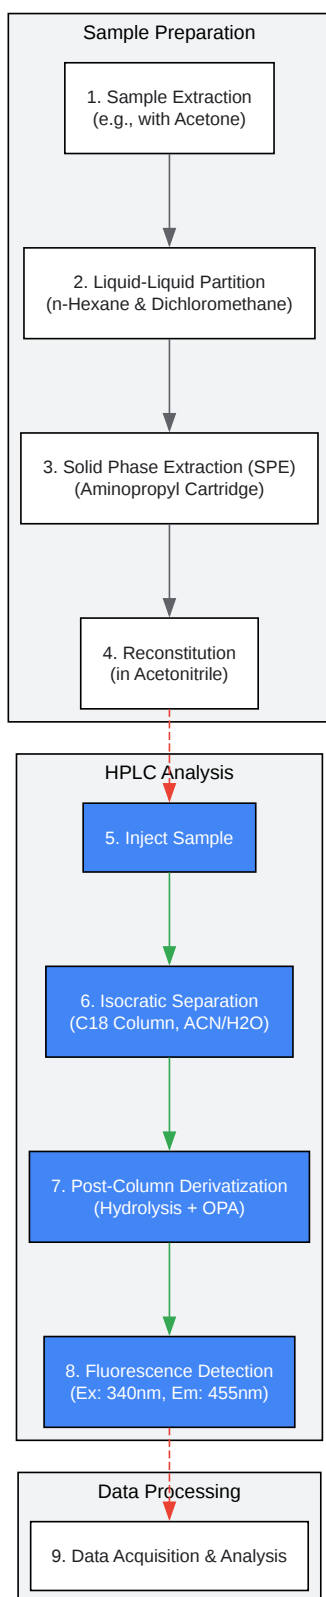 Sample Preparation
1. Sample Extraction
(e.g., with Acetone)
2. Liquid-Liquid Partition
(n-Hexane & Dichloromethane)
3. Solid Phase Extraction (SPE)
(Aminopropyl Cartridge)
4. Reconstitution
(in Acetonitrile)
HPLC Analysis
5. Inject Sample
6. Isocratic Separation
(C18 Column, ACN/H2O)
7. Post-Column Derivatization
(Hydrolysis + OPA)
8. Fluorescence Detection
(Ex: 340nm, Em: 455nm)
Data Processing
9. Data Acquisition & Analysis